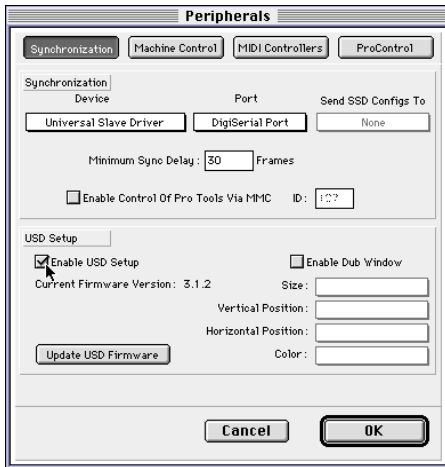 Peripherals
Synchronization Machine Control MIDI Controllers ProControl
Synchronization
Device Port Send SSD Configs To
Universal Slave Driver DigiSerial Port None
Minimum Sync Delay: 30 Frames
Enable Control Of Pro Tools Via MMC ID: 127
USD Setup
Enable USD Setup Enable Dub Window
Current Firmware Version: 3.1.2 Size:
Vertical Position:
Horizontal Position:
Update USD Firmware Color:
Cancel OK